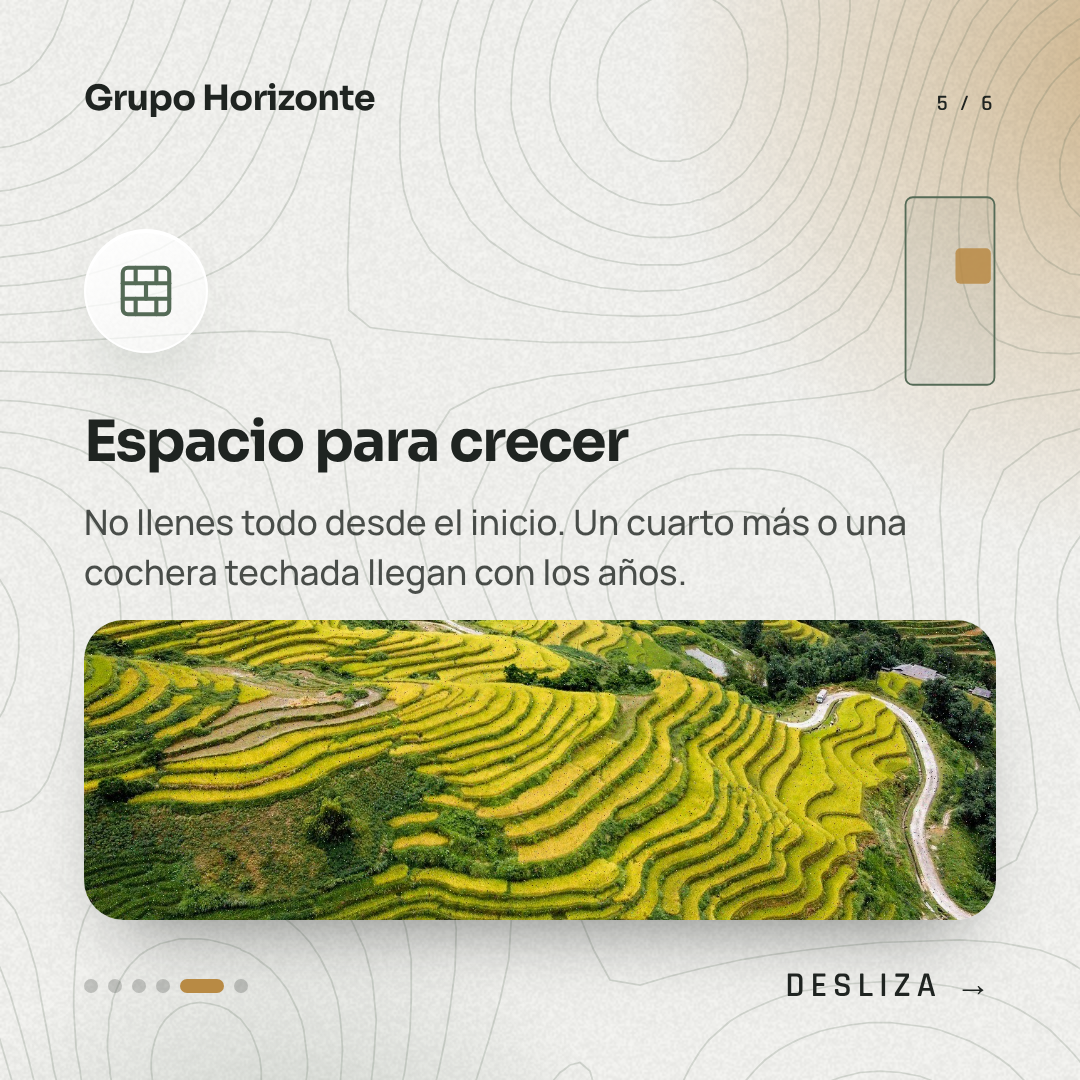 Grupo Horizonte
5 / 6
Espacio para crecer
No llenes todo desde el inicio. Un cuarto más o una
cochera techada llegan con los años.
DESLIZA →